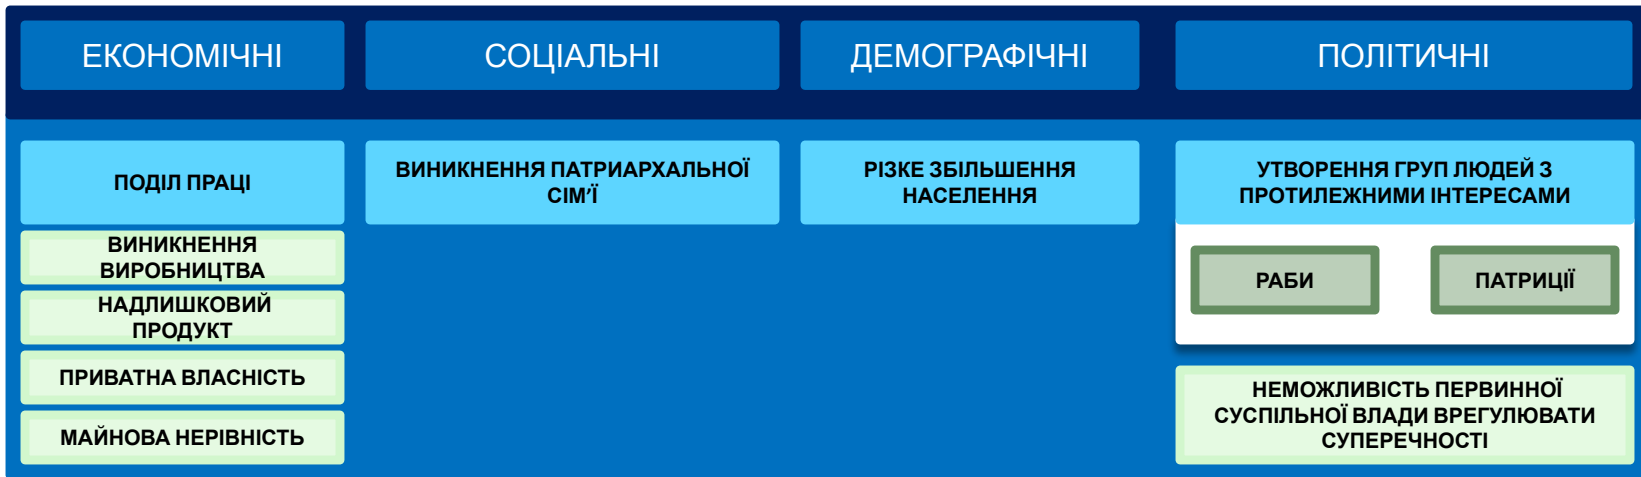 ЕКОНОМІЧНІ
СОЦІАЛЬНІ
ДЕМОГРАФІЧНІ
ПОЛІТИЧНІ
ПОДІЛ ПРАЦІ
ВИНИКНЕННЯ
ВИРОБНИЦТВА
НАДЛИШКОВИЙ
ПРОДУКТ
ПРИВАТНА ВЛАСНІСТЬ
МАЙНОВА НЕРІВНІСТЬ
ВИНИКНЕННЯ ПАТРИАРХАЛЬНОЇ
СІМ'Ї
РІЗКЕ ЗБІЛЬШЕННЯ
НАСЕЛЕННЯ
УТВОРЕННЯ ГРУП ЛЮДЕЙ З
ПРОТИЛЕЖНИМИ ІНТЕРЕСАМИ
РАБИ
ПАТРИЦІЇ
НЕМОЖЛИВІСТЬ ПЕРВИННОЇ
СУСПІЛЬНОЇ ВЛАДИ ВРЕГУЛЮВАТИ
СУПЕРЕЧНОСТІ